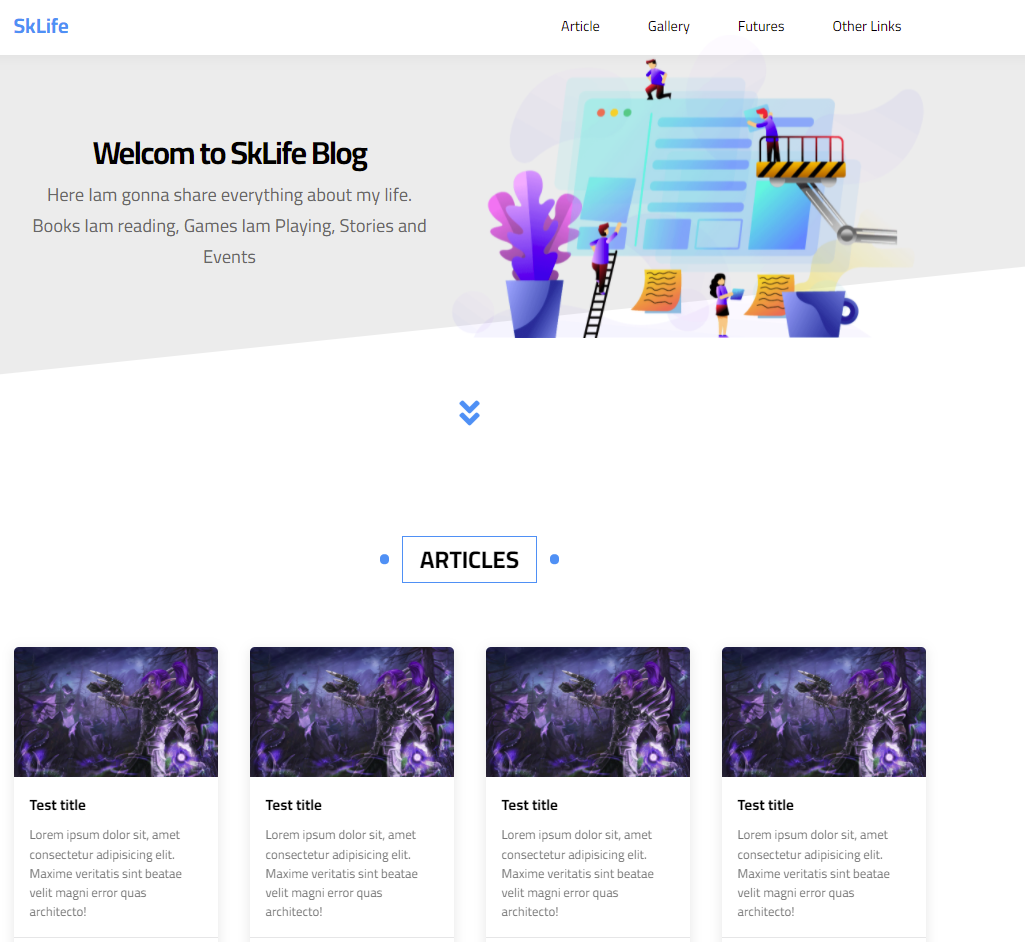 SkLife
Article
Gallery
Futures
Other Links
Welcom to SkLife Blog
Here Iam gonna share everything about my life.
Books Iam reading, Games Iam Playing, Stories and
Events
ARTICLES
Test title
Lorem ipsum dolor sit, amet
consectetur adipisicing elit.
Maxime veritatis sint beatae
velit magni error quas
architecto!
Test title
Lorem ipsum dolor sit, amet
consectetur adipisicing elit.
Maxime veritatis sint beatae
velit magni error quas
architecto!
Test title
Lorem ipsum dolor sit, amet
consectetur adipisicing elit.
Maxime veritatis sint beatae
velit magni error quas
architecto!
Test title
Lorem ipsum dolor sit, amet
consectetur adipisicing elit.
Maxime veritatis sint beatae
velit magni error quas
architecto!